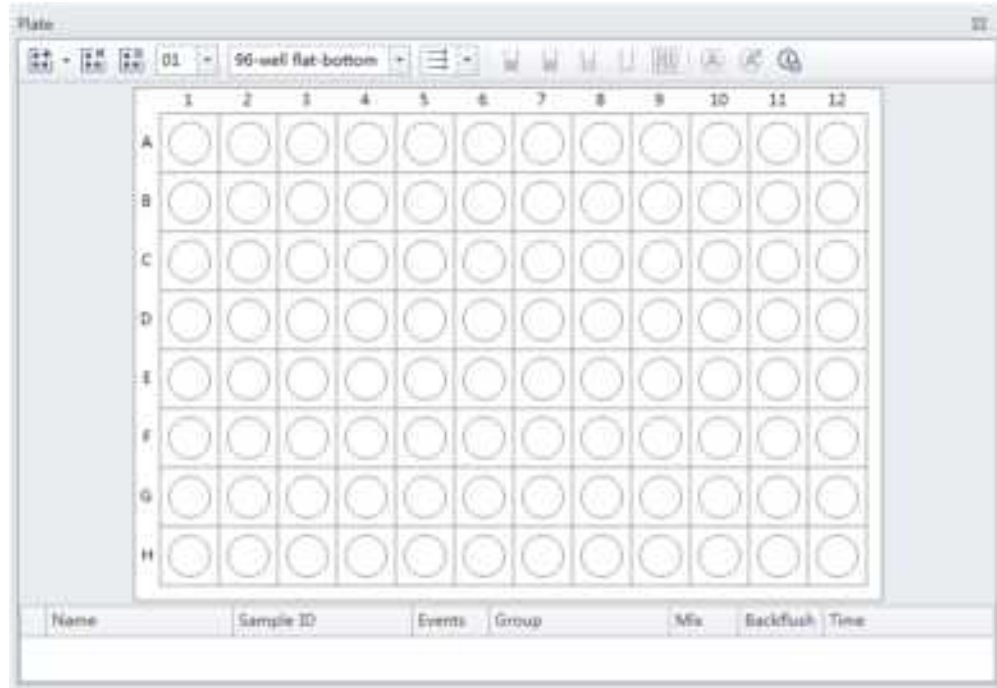 Plate
01 96-well flat-bottom
1 2 3 4 5 6 7 8 9 10 11 12
A
B
C
D
E
F
G
H
Name Sample ID Events Group Mix Backflush Time